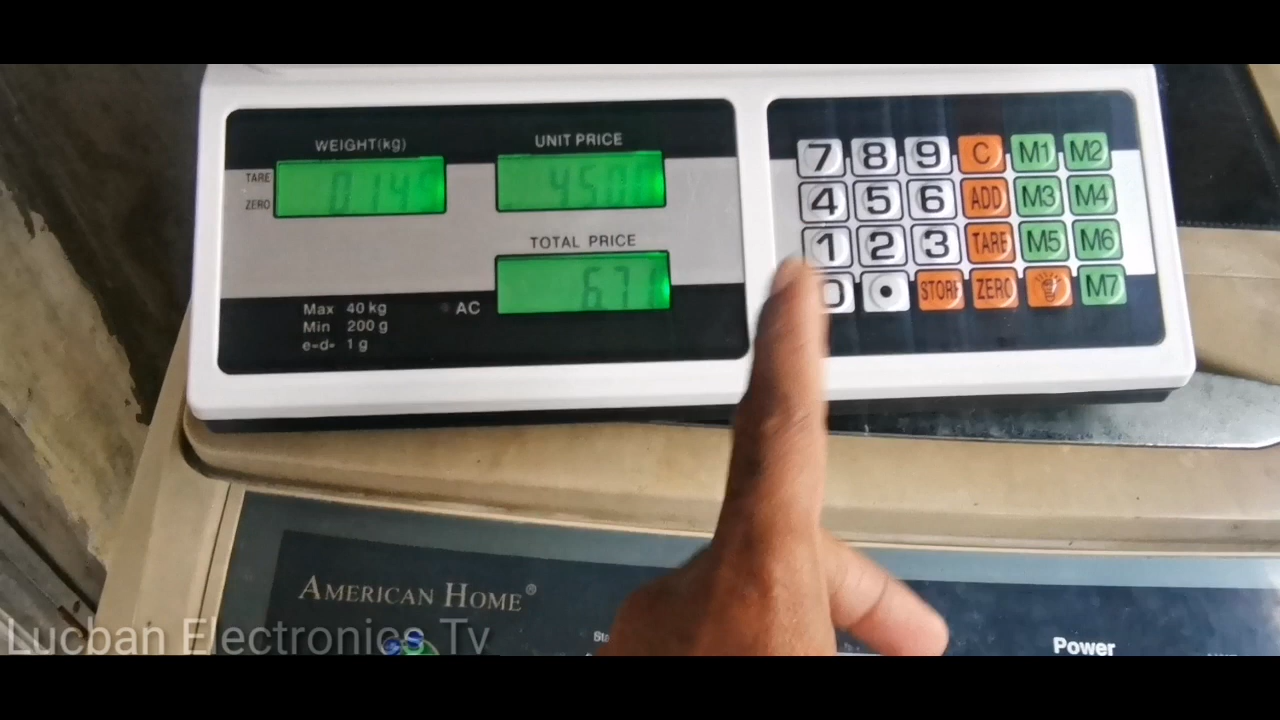 WEIGHT(kg)
UNIT PRICE
TARE
ZERO
TOTAL PRICE
Max 40 kg
Min 200 g
e=d= 1 g
AC
7 8 9 C M1 M2
4 5 6 ADD M3 M4
1 2 3 TARE M5 M6
0 • STORE ZERO M7
AMERICAN HOME®
Lucban Electronics Tv
Power